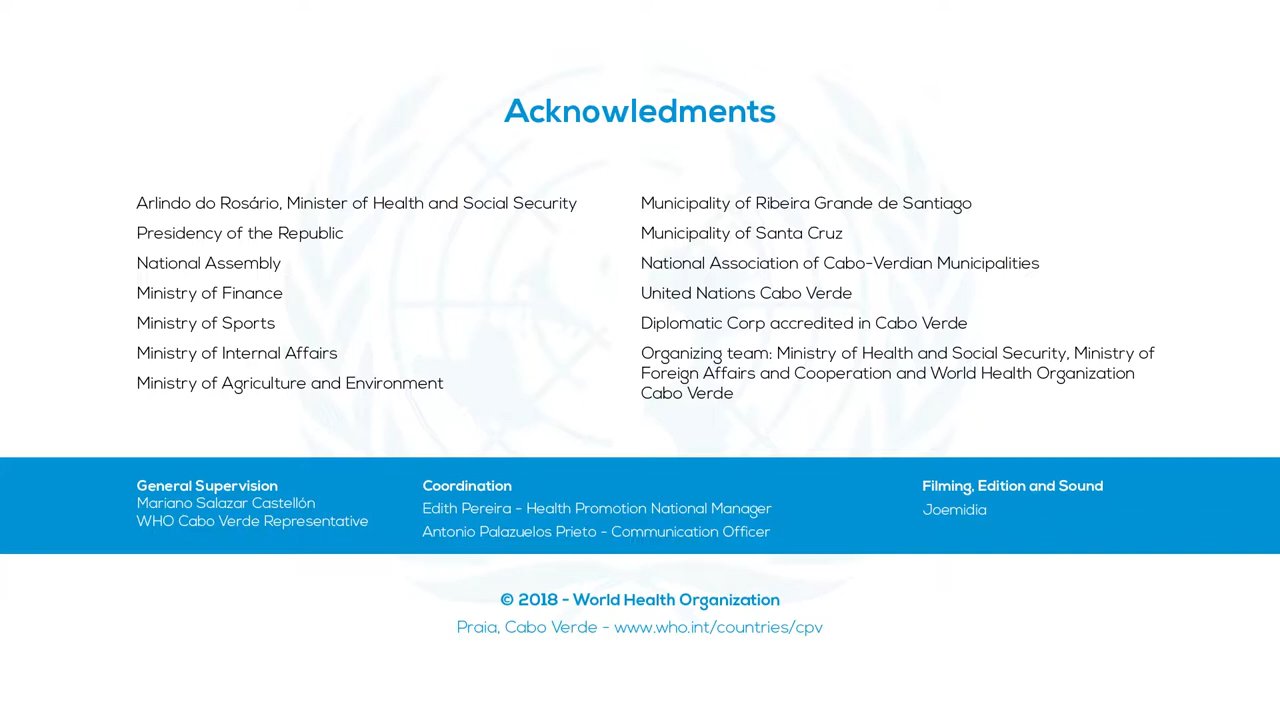 Acknowledments
Arlindo do Rosário, Minister of Health and Social Security
Presidency of the Republic
National Assembly
Ministry of Finance
Ministry of Sports
Ministry of Internal Affairs
Ministry of Agriculture and Environment
Municipality of Ribeira Grande de Santiago
Municipality of Santa Cruz
National Association of Cabo-Verdian Municipalities
United Nations Cabo Verde
Diplomatic Corp accredited in Cabo Verde
Organizing team: Ministry of Health and Social Security, Ministry of
Foreign Affairs and Cooperation and World Health Organization
Cabo Verde
General Supervision
Mariano Salazar Castellón
WHO Cabo Verde Representative
Coordination
Edith Pereira - Health Promotion National Manager
Antonio Palazuelos Prieto - Communication Officer
Filming, Edition and Sound
Joemidia
© 2018 - World Health Organization
Praia, Cabo Verde - www.who.int/countries/cpv